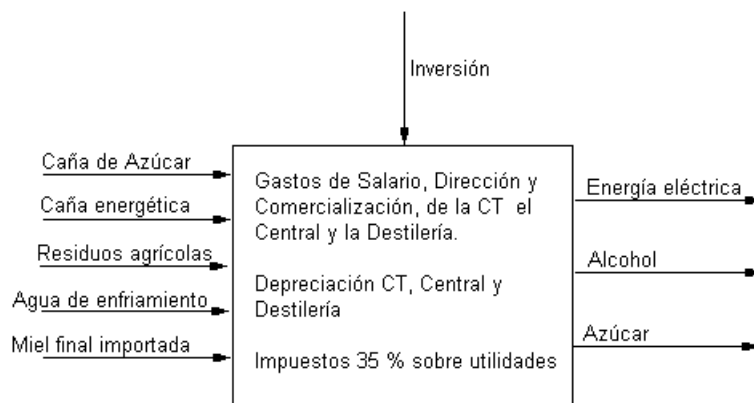 Inversión
Caña de Azúcar
Caña energética
Residuos agrícolas
Agua de enfriamiento
Miel final importada
Gastos de Salario, Dirección y
Comercialización, de la CT el
Central y la Destilería.
Depreciación CT, Central y
Destilería
Impuestos 35 % sobre utilidades
Energía eléctrica
Alcohol
Azúcar